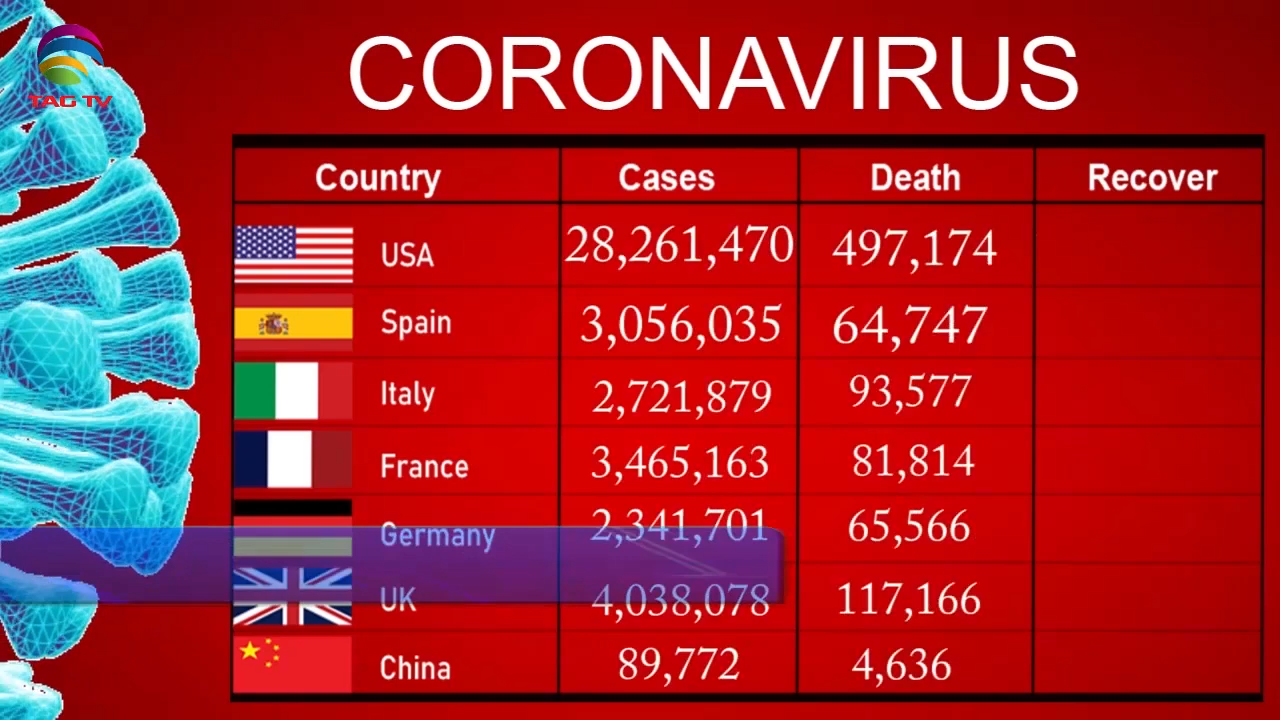 TAG TV
CORONAVIRUS
Country Cases Death Recover
USA 28,261,470 497,174
Spain 3,056,035 64,747
Italy 2,721,879 93,577
France 3,465,163 81,814
Germany 2,341,701 65,566
UK 4,038,078 117,166
China 89,772 4,636